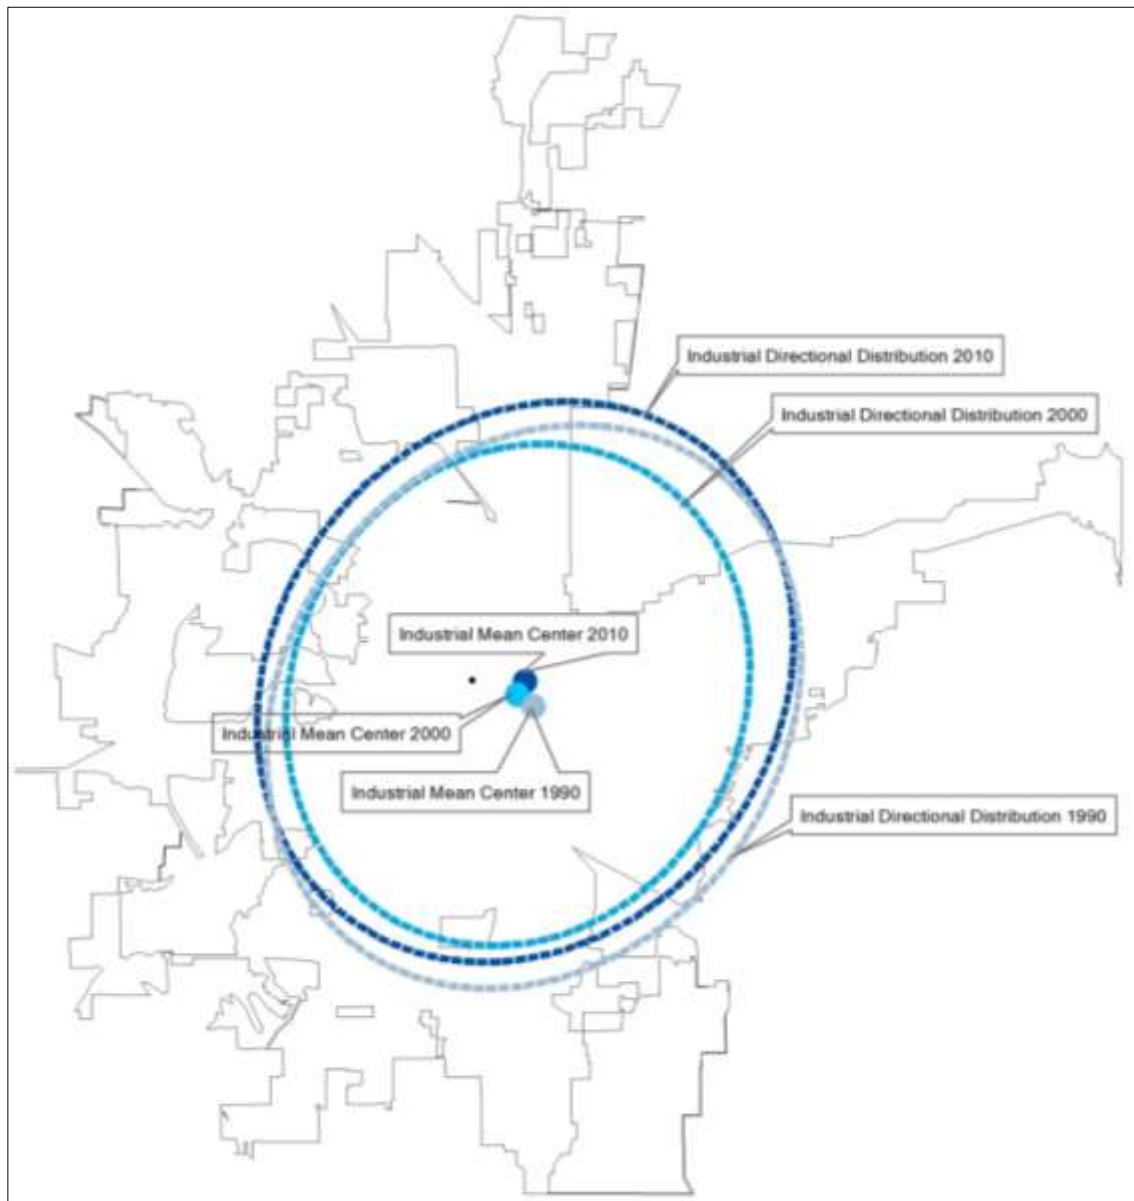 Industrial Directional Distribution 2010
Industrial Directional Distribution 2000
Industrial Mean Center 2010
Industrial Mean Center 2000
Industrial Mean Center 1990
Industrial Directional Distribution 1990